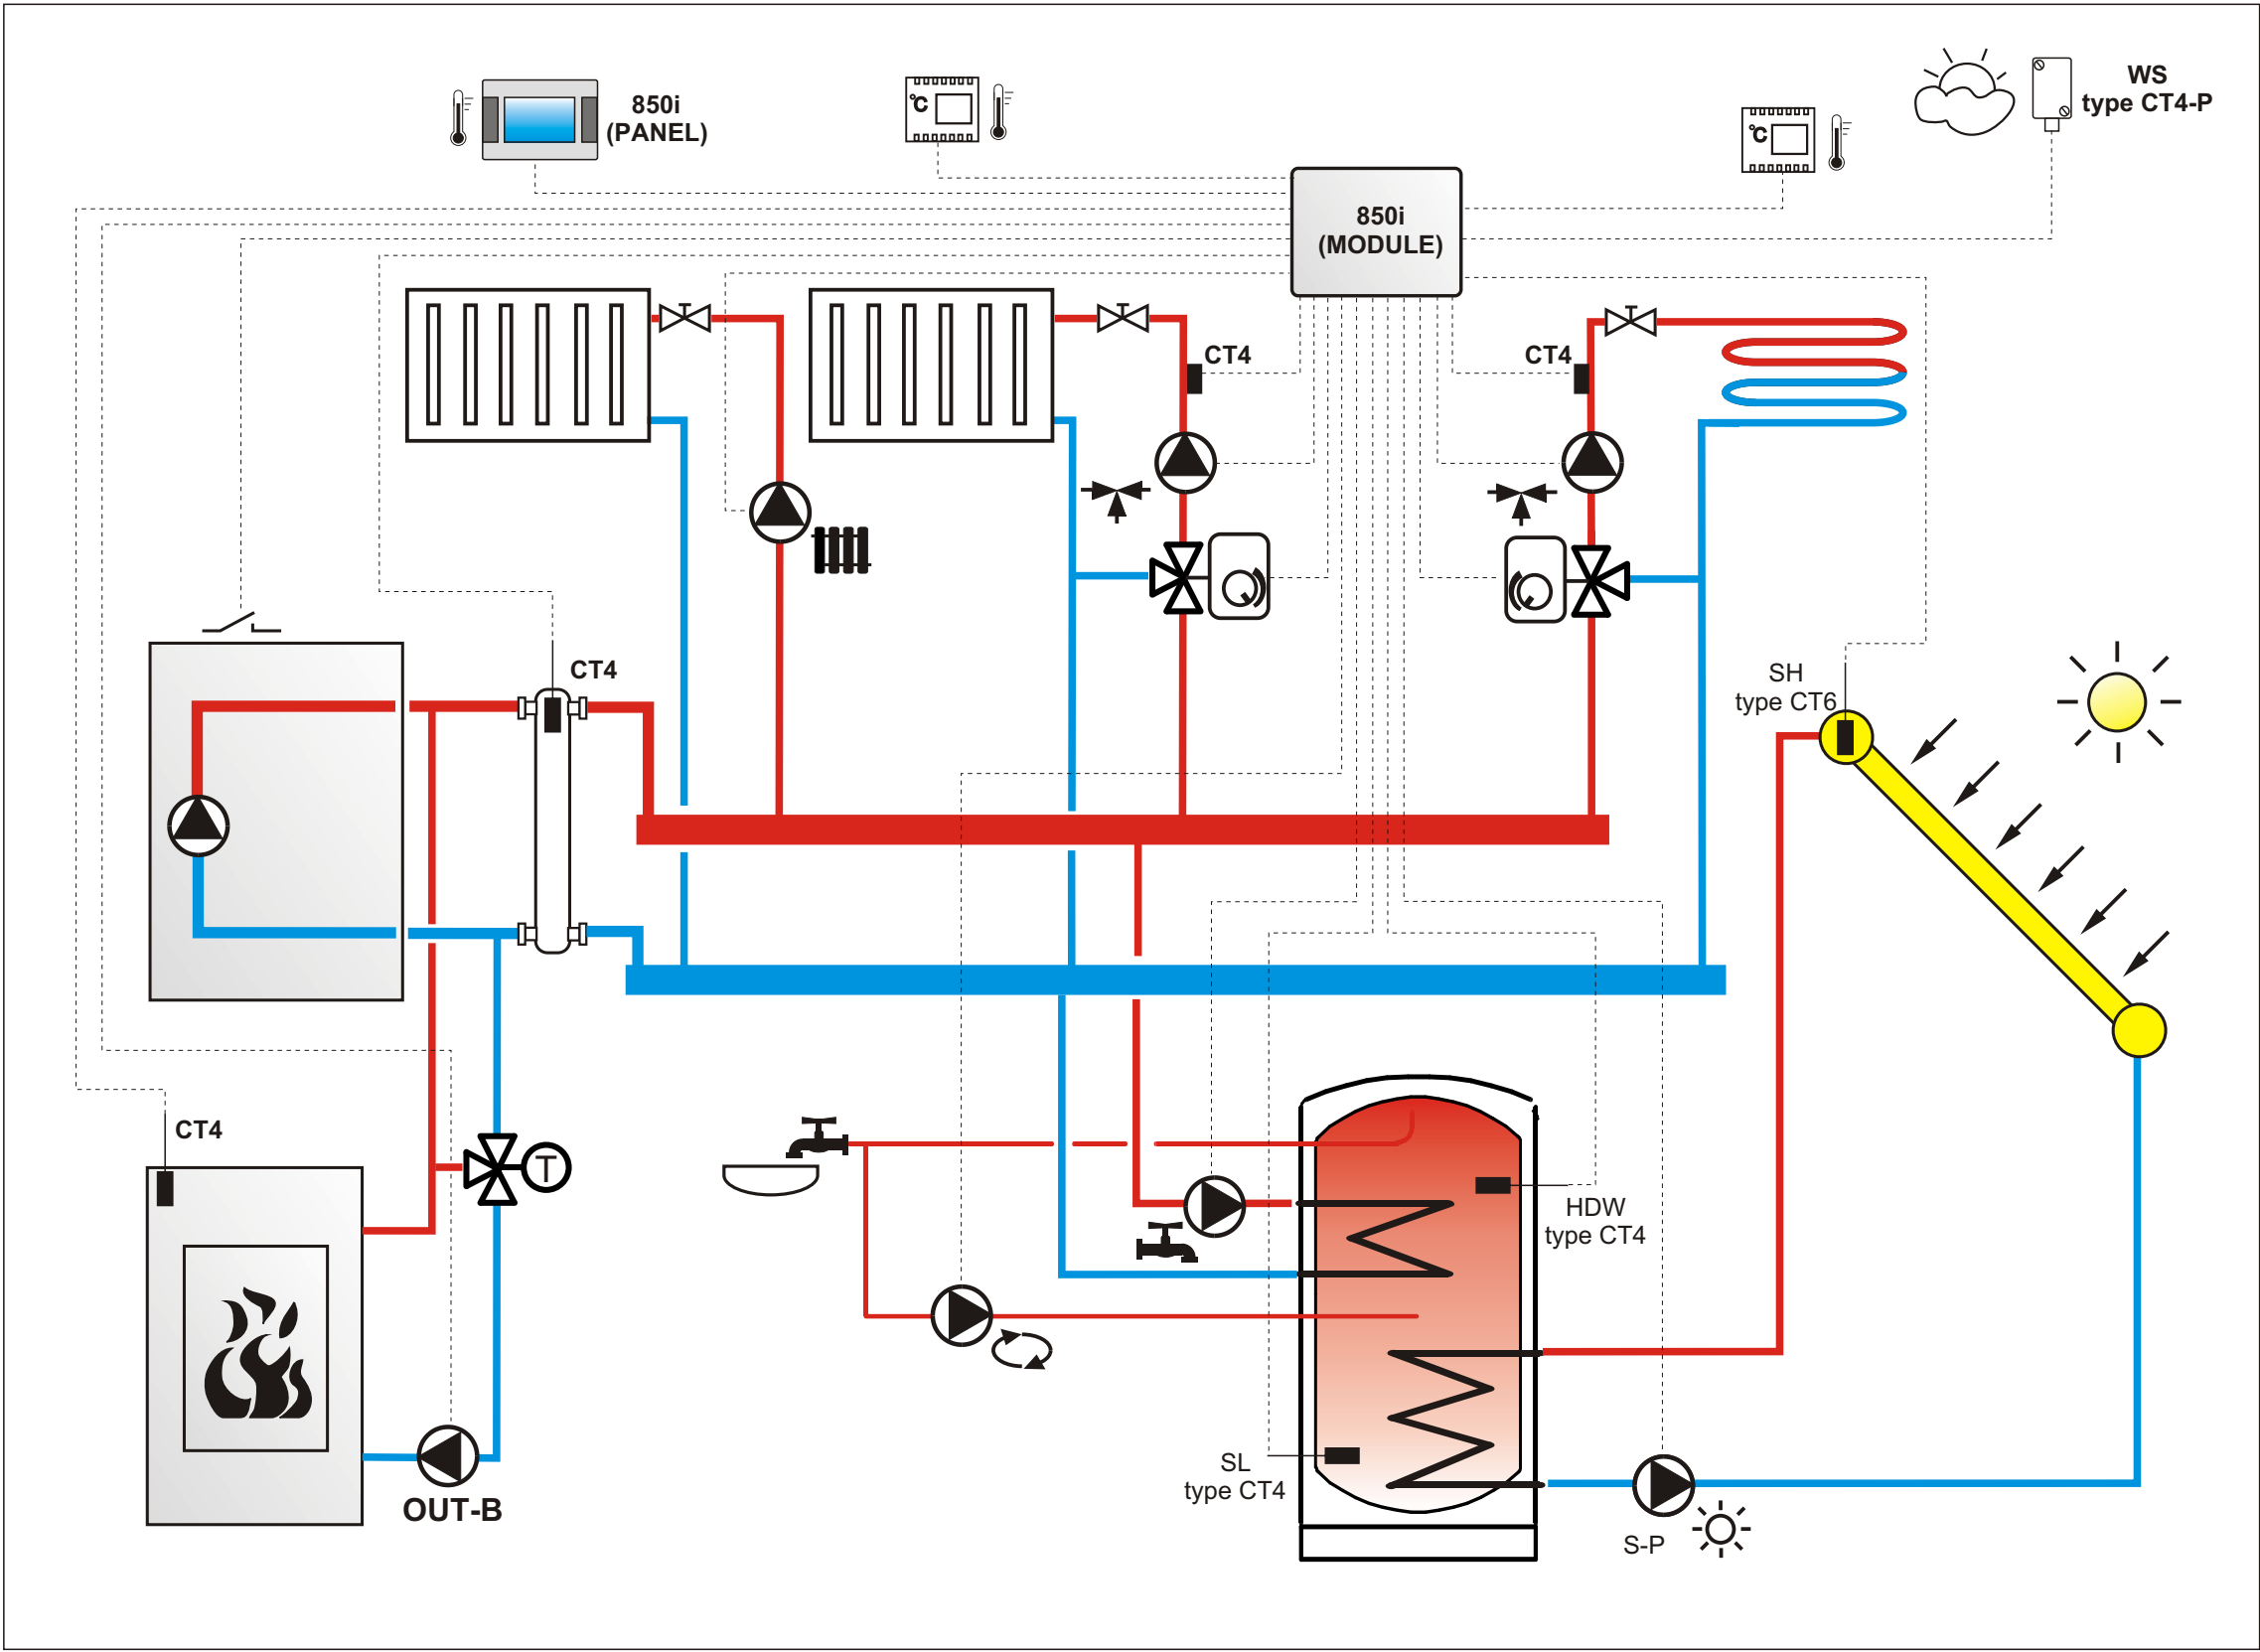 850i
(PANEL)
°C
°C
WS
type CT4-P
850i
(MODULE)
CT4
CT4
CT4
SH
type CT6
CT4
T
HDW
type CT4
SL
type CT4
OUT-B
S-P